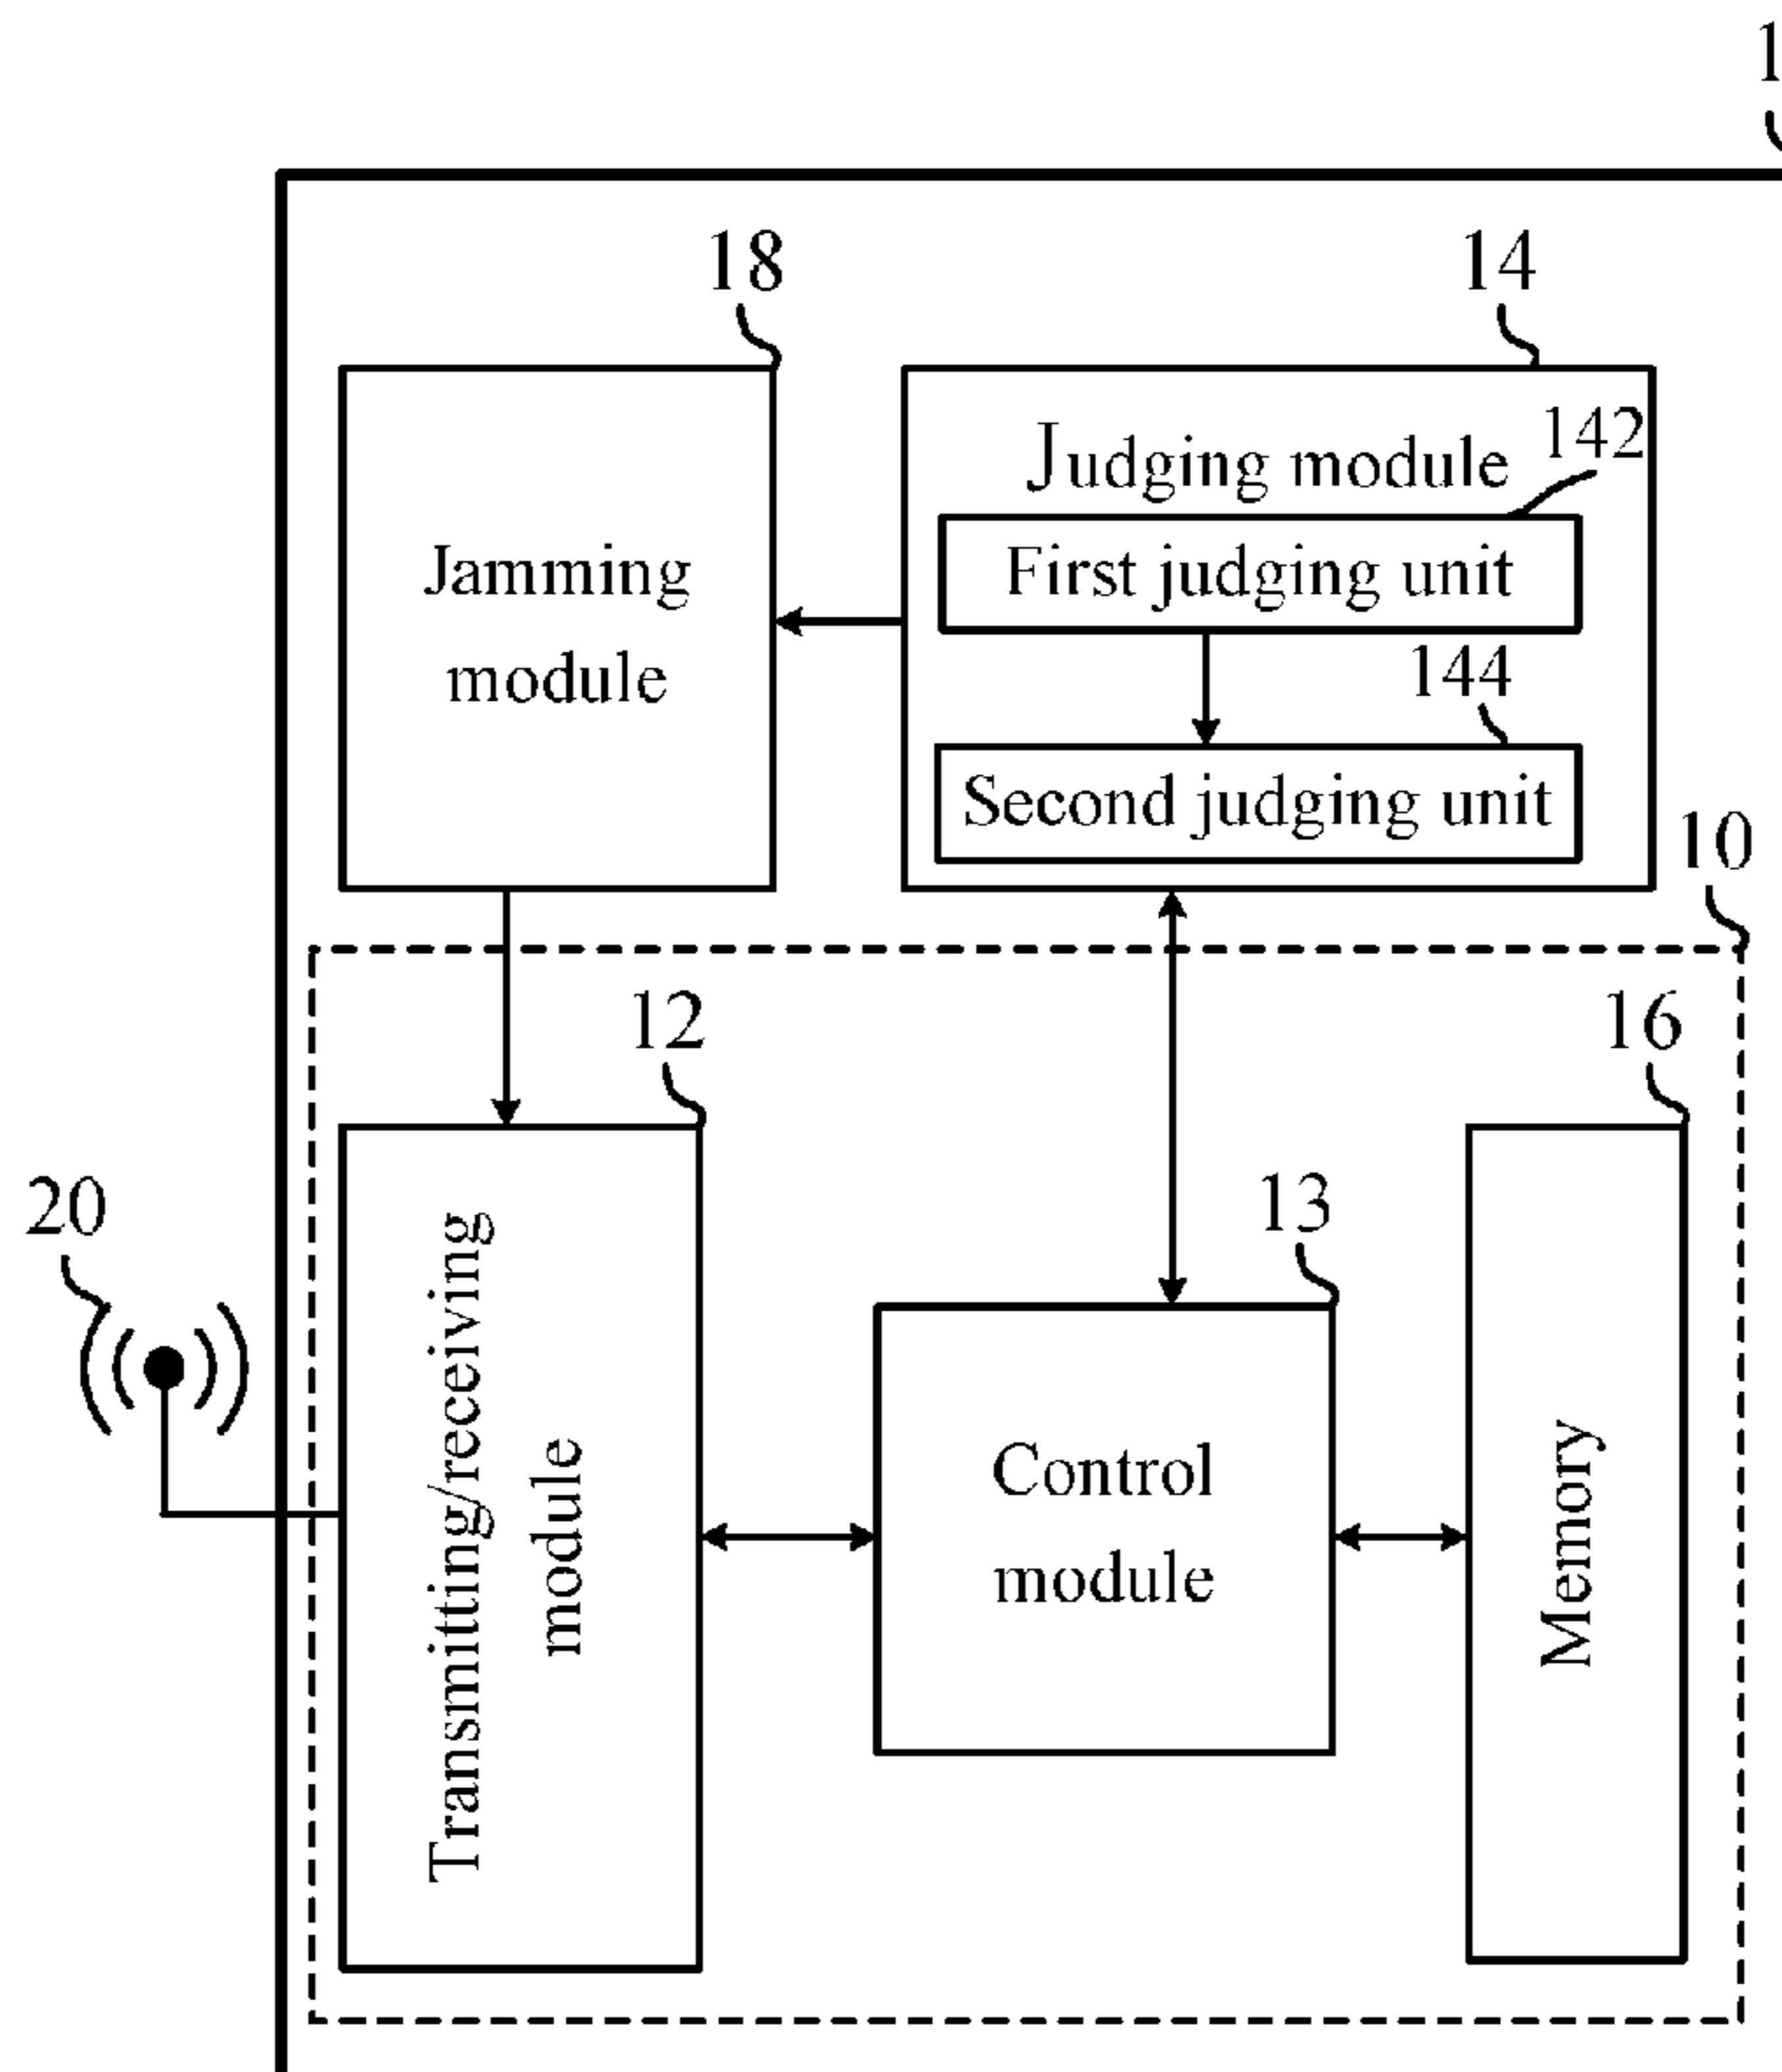 1
18
14
Judging module
142
Jamming
module
First judging unit
144
Second judging unit
10
12
16
20
13
Transmitting/receiving
module
Control
module
Memory